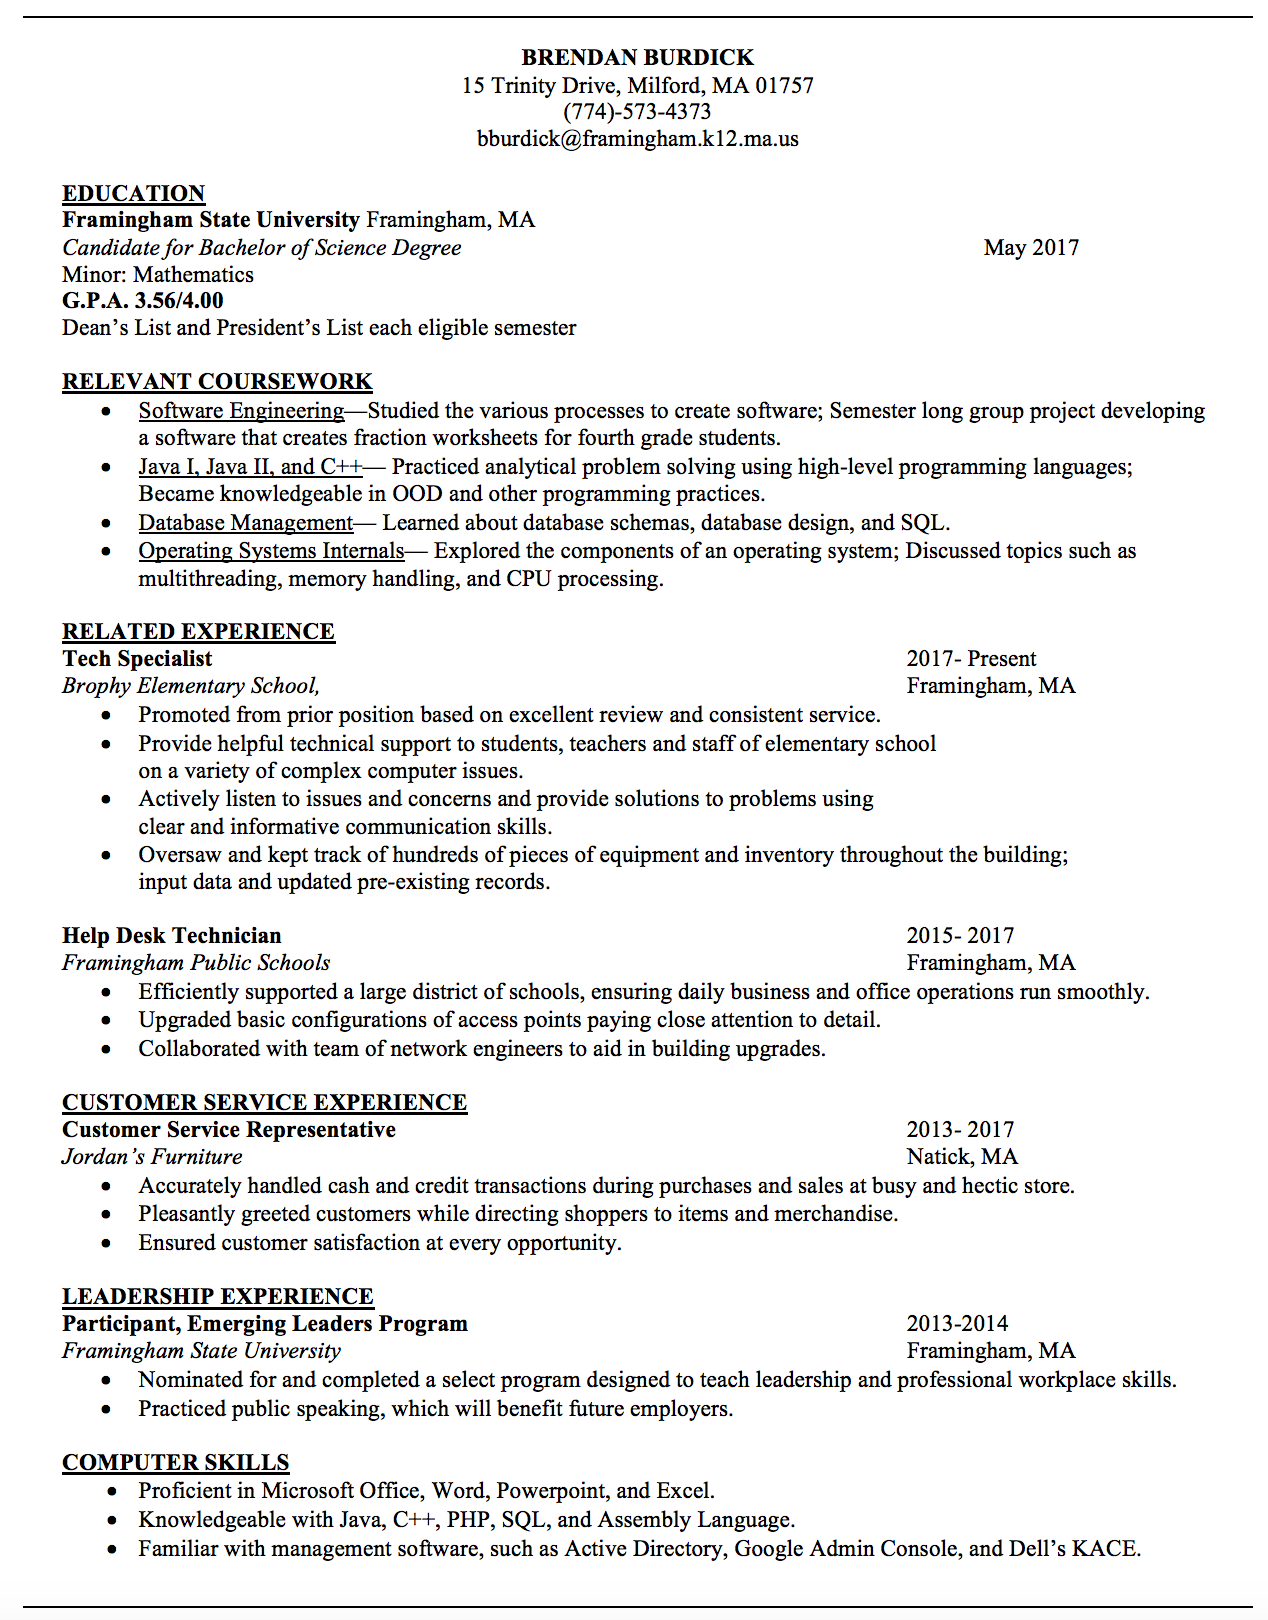 BRENDAN BURDICK
15 Trinity Drive, Milford, MA 01757
(774)-573-4373
bburdick@framingham.k12.ma.us
EDUCATION
Framingham State University Framingham, MA
Candidate for Bachelor of Science Degree May 2017
Minor: Mathematics
G.P.A. 3.56/4.00
Dean’s List and President’s List each eligible semester
RELEVANT COURSEWORK
• Software Engineering—Studied the various processes to create software; Semester long group project developing
a software that creates fraction worksheets for fourth grade students.
• Java I, Java II, and C++— Practiced analytical problem solving using high-level programming languages;
Became knowledgeable in OOD and other programming practices.
• Database Management— Learned about database schemas, database design, and SQL.
• Operating Systems Internals— Explored the components of an operating system; Discussed topics such as
multithreading, memory handling, and CPU processing.
RELATED EXPERIENCE
Tech Specialist 2017- Present
Brophy Elementary School, Framingham, MA
• Promoted from prior position based on excellent review and consistent service.
• Provide helpful technical support to students, teachers and staff of elementary school
on a variety of complex computer issues.
• Actively listen to issues and concerns and provide solutions to problems using
clear and informative communication skills.
• Oversaw and kept track of hundreds of pieces of equipment and inventory throughout the building;
input data and updated pre-existing records.
Help Desk Technician 2015- 2017
Framingham Public Schools Framingham, MA
• Efficiently supported a large district of schools, ensuring daily business and office operations run smoothly.
• Upgraded basic configurations of access points paying close attention to detail.
• Collaborated with team of network engineers to aid in building upgrades.
CUSTOMER SERVICE EXPERIENCE
Customer Service Representative 2013- 2017
Jordan’s Furniture Natick, MA
• Accurately handled cash and credit transactions during purchases and sales at busy and hectic store.
• Pleasantly greeted customers while directing shoppers to items and merchandise.
• Ensured customer satisfaction at every opportunity.
LEADERSHIP EXPERIENCE
Participant, Emerging Leaders Program 2013-2014
Framingham State University Framingham, MA
• Nominated for and completed a select program designed to teach leadership and professional workplace skills.
• Practiced public speaking, which will benefit future employers.
COMPUTER SKILLS
• Proficient in Microsoft Office, Word, Powerpoint, and Excel.
• Knowledgeable with Java, C++, PHP, SQL, and Assembly Language.
• Familiar with management software, such as Active Directory, Google Admin Console, and Dell’s KACE.